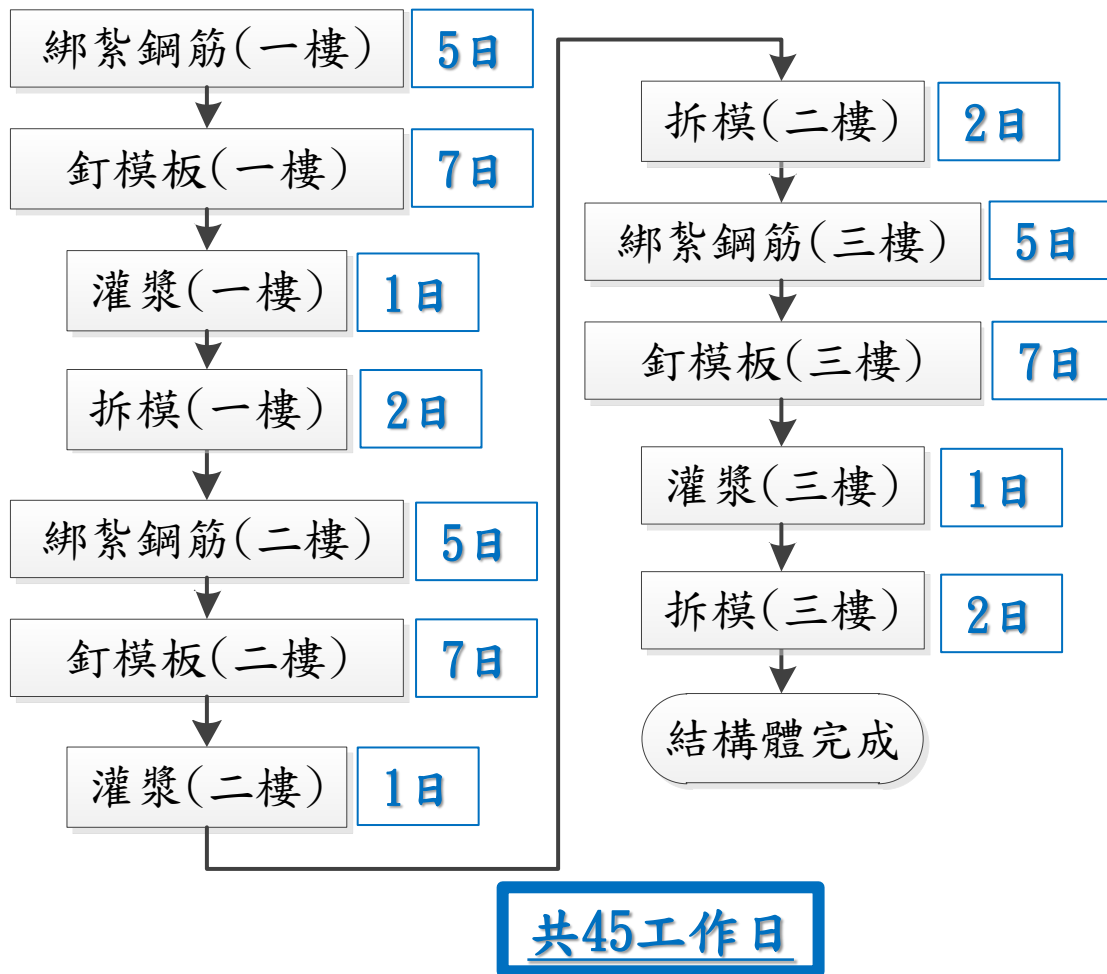 綁紮鋼筋(一樓) 5日
釘模板(一樓) 7日
灌漿(一樓) 1日
拆模(一樓) 2日
綁紮鋼筋(二樓) 5日
釘模板(二樓) 7日
灌漿(二樓) 1日
拆模(二樓) 2日
綁紮鋼筋(三樓) 5日
釘模板(三樓) 7日
灌漿(三樓) 1日
拆模(三樓) 2日
結構體完成
共45工作日